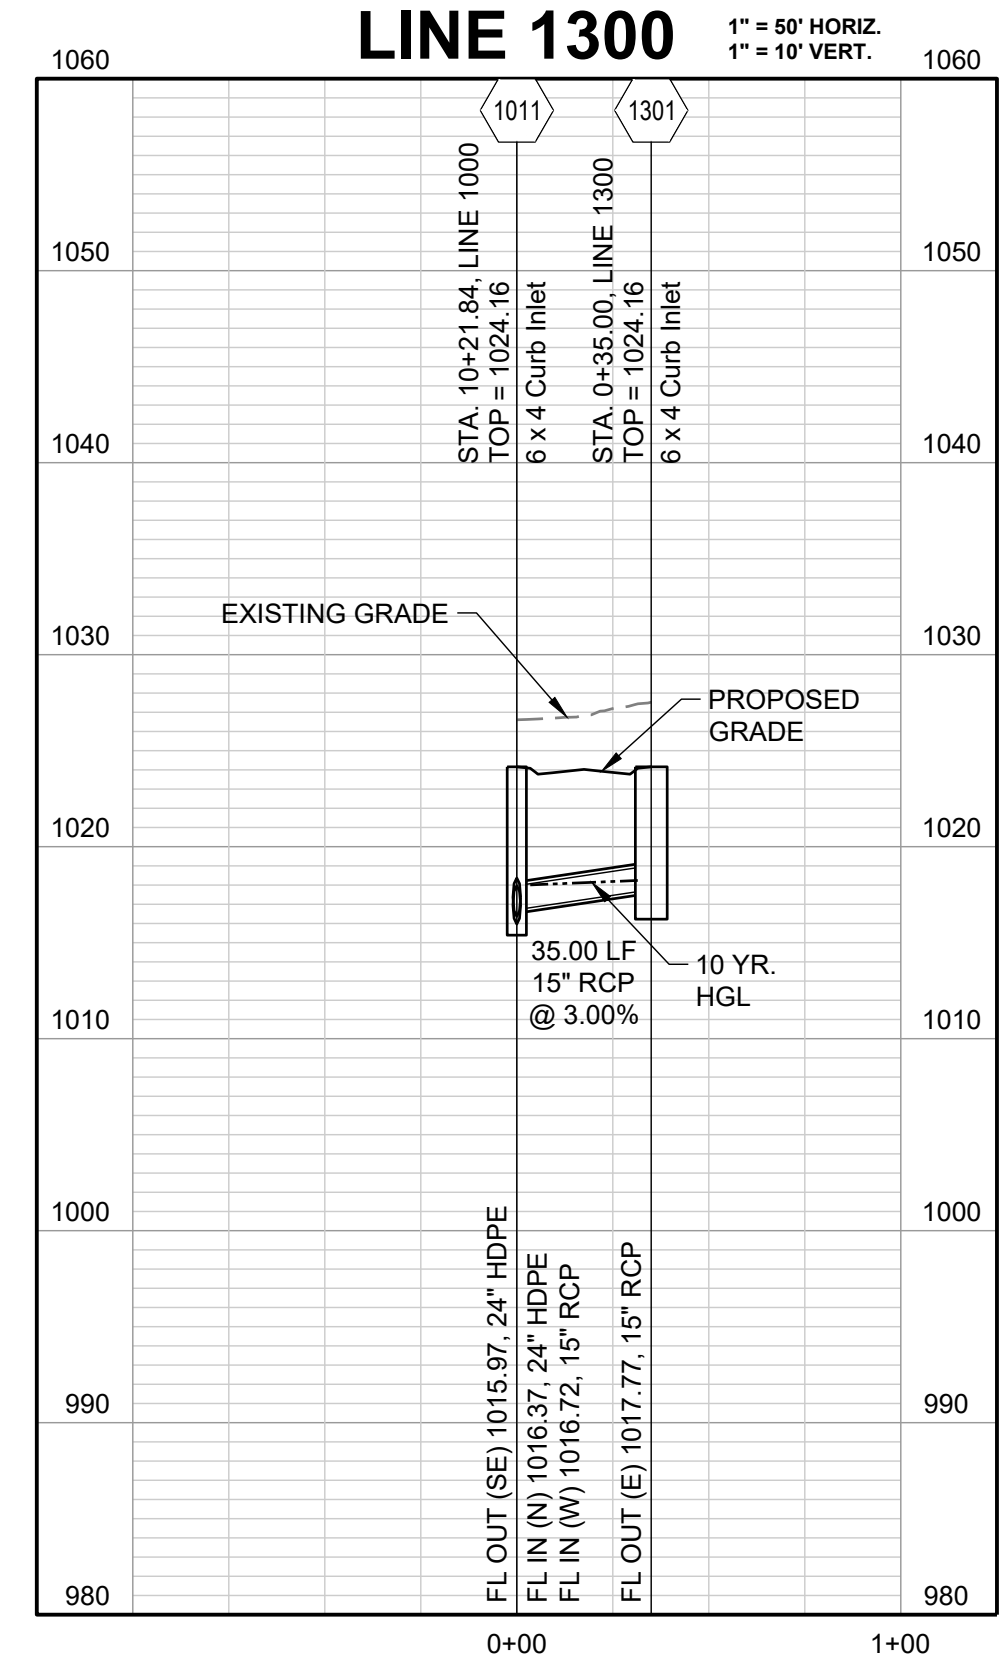 LINE 1300
1" = 50' HORIZ.
1" = 10' VERT.
1060
1060
1011
1301
STA. 10+21.84, LINE 1000
TOP = 1024.16
6 x 4 Curb Inlet
STA. 0+35.00, LINE 1300
TOP = 1024.16
6 x 4 Curb Inlet
1050
1050
1040
1040
EXISTING GRADE
1030
1030
PROPOSED
GRADE
1020
1020
35.00 LF
15" RCP
@ 3.00%
10 YR.
HGL
1010
1010
1000
1000
FL OUT (SE) 1015.97, 24" HDPE
FL IN (N) 1016.37, 24" HDPE
FL IN (W) 1016.72, 15" RCP
FL OUT (E) 1017.77, 15" RCP
990
990
980
980
0+00
1+00